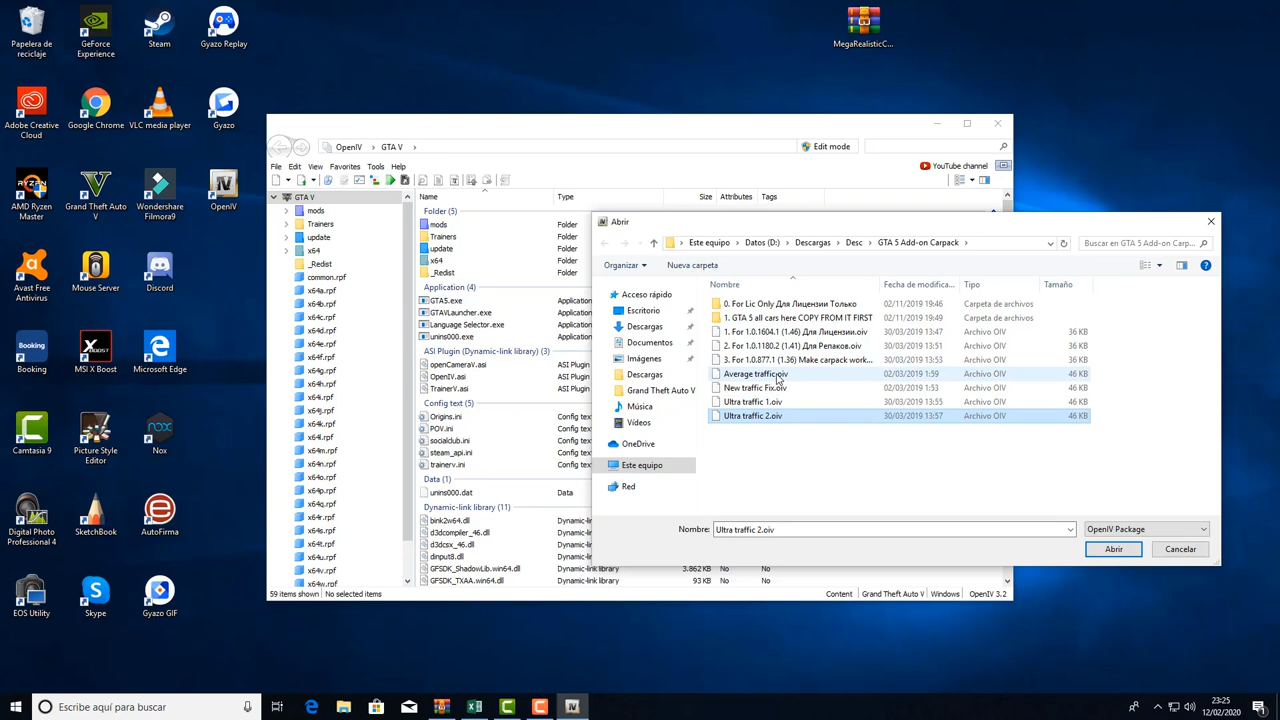 Papelera de
reciclaje
GeForce
Experience
Steam
Gyazo Replay
MegaRealisticC...
Adobe Creative
Cloud
Google Chrome
VLC media player
Gyazo
AMD Ryzen
Master
Grand Theft Auto
V
Wondershare
Filmora9
OpenIV
Avast Free
Antivirus
Mouse Server
Discord
Booking
MSI X Boost
Microsoft Edge
Camtasia 9
Picture Style
Editor
Nox
Digital Photo
Professional 4
SketchBook
AutoFirma
EOS Utility
Skype
Gyazo GIF
OpenIV
GTA V
Edit mode
File Edit View Favorites Tools Help
YouTube channel
GTA V
mods
Trainers
update
x64
_Redist
common.rpf
x64a.rpf
x64b.rpf
x64c.rpf
x64d.rpf
x64e.rpf
x64f.rpf
x64g.rpf
x64h.rpf
x64i.rpf
x64j.rpf
x64k.rpf
x64l.rpf
x64m.rpf
x64n.rpf
x64o.rpf
x64p.rpf
x64q.rpf
x64r.rpf
x64s.rpf
x64t.rpf
x64u.rpf
x64v.rpf
x64w.rpf
Name Type Size Attributes Tags
Folder (5)
mods Folder
Trainers Folder
update Folder
x64 Folder
_Redist Folder
Application (4)
GTA5.exe Application
GTAVLauncher.exe Application
Language Selector.exe Application
unins000.exe Application
ASI Plugin (Dynamic-link library) (3)
openCameraV.asi ASI Plugin
OpenIV.asi ASI Plugin
TrainerV.asi ASI Plugin
Config text (5)
Origins.ini Config text
POV.ini Config text
socialclub.ini Config text
steam_api.ini Config text
trainerv.ini Config text
Data (1)
unins000.dat Data
Dynamic-link library (11)
bink2w64.dll Dynamic-link
d3dcompiler_46.dll Dynamic-link
d3dcsx_46.dll Dynamic-link
dinput8.dll Dynamic-link
GFSDK_ShadowLib.win64.dll Dynamic-link library 3.862 KB No No
GFSDK_TXAA.win64.dll Dynamic-link library 93 KB No No
59 items shown No selected items
Content Grand Theft Auto V Windows OpenIV 3.2
Abrir
Este equipo Datos (D:) Descargas Desc GTA 5 Add-on Carpack
Buscar en GTA 5 Add-on Carp...
Organizar Nueva carpeta
Acceso rápido
Escritorio
Descargas
Documentos
Imágenes
Descargas
Grand Theft Auto V
Música
Vídeos
OneDrive
Este equipo
Red
Nombre Fecha de modifica... Tipo Tamaño
0. For Lic Only Для Лицензии Только 02/11/2019 19:46 Carpeta de archivos
1. GTA 5 all cars here COPY FROM IT FIRST 02/11/2019 19:49 Carpeta de archivos
1. For 1.0.1604.1 (1.46) Для Лицензии.oiv 30/03/2019 13:47 Archivo OIV 36 KB
2. For 1.0.1180.2 (1.41) Для Репаков.oiv 30/03/2019 13:51 Archivo OIV 36 KB
3. For 1.0.877.1 (1.36) Make carpack work... 30/03/2019 13:53 Archivo OIV 36 KB
Average traffic.oiv 02/03/2019 1:59 Archivo OIV 46 KB
New traffic Fix.oiv 02/03/2019 1:53 Archivo OIV 46 KB
Ultra traffic 1.oiv 30/03/2019 13:55 Archivo OIV 46 KB
Ultra traffic 2.oiv 30/03/2019 13:57 Archivo OIV 46 KB
Nombre: Ultra traffic 2.oiv OpenIV Package
Abrir Cancelar
Escribe aquí para buscar
23:25
12/02/2020